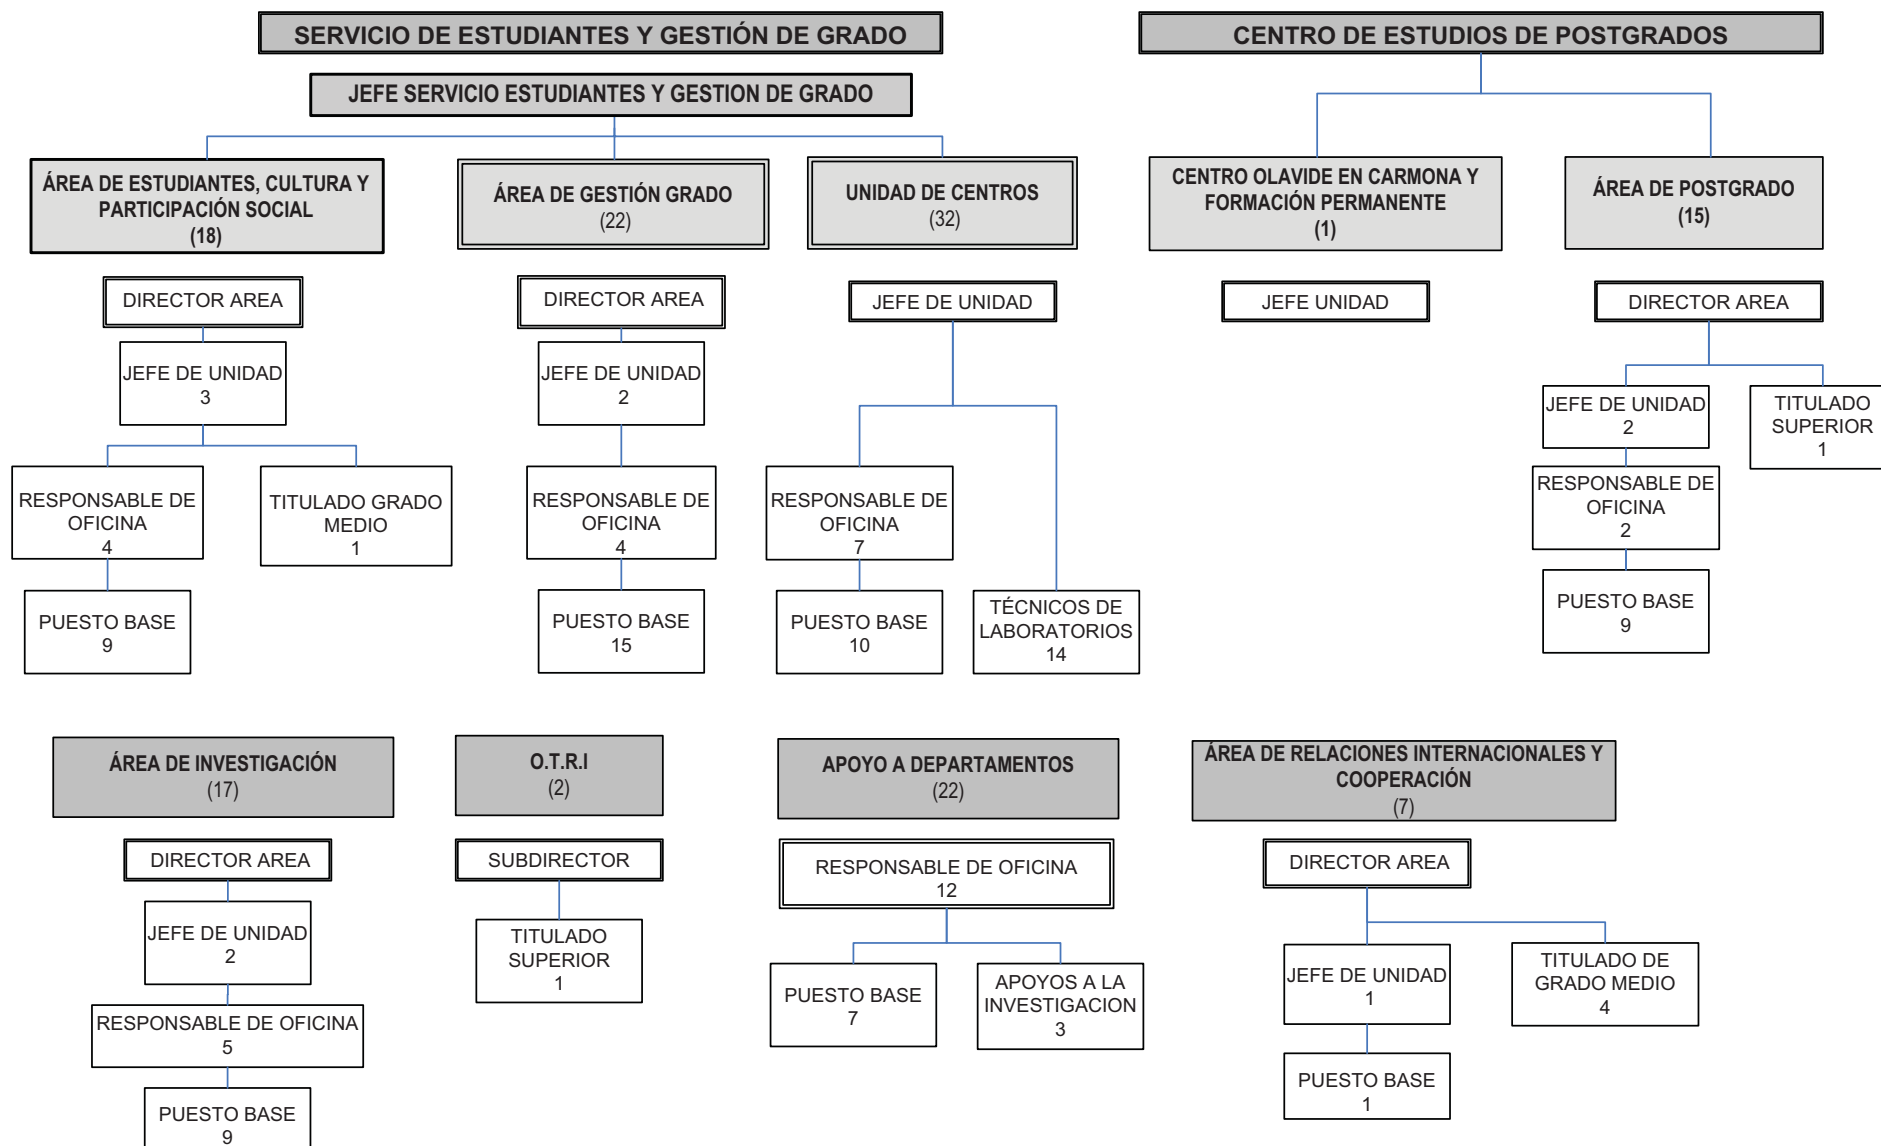 SERVICIO DE ESTUDIANTES Y GESTIÓN DE GRADO
JEFE SERVICIO ESTUDIANTES Y GESTION DE GRADO
ÁREA DE ESTUDIANTES, CULTURA Y
PARTICIPACIÓN SOCIAL
(18)
DIRECTOR AREA
JEFE DE UNIDAD
3
RESPONSABLE DE
OFICINA
4
PUESTO BASE
9
TITULADO GRADO
MEDIO
1
ÁREA DE GESTIÓN GRADO
(22)
DIRECTOR AREA
JEFE DE UNIDAD
2
RESPONSABLE DE
OFICINA
4
PUESTO BASE
15
UNIDAD DE CENTROS
(32)
JEFE DE UNIDAD
RESPONSABLE DE
OFICINA
7
PUESTO BASE
10
TÉCNICOS DE
LABORATORIOS
14
CENTRO DE ESTUDIOS DE POSTGRADOS
CENTRO OLAVIDE EN CARMONA Y
FORMACIÓN PERMANENTE
(1)
JEFE UNIDAD
ÁREA DE POSTGRADO
(15)
DIRECTOR AREA
JEFE DE UNIDAD
2
RESPONSABLE DE
OFICINA
2
PUESTO BASE
9
TITULADO
SUPERIOR
1
ÁREA DE INVESTIGACIÓN
(17)
DIRECTOR AREA
JEFE DE UNIDAD
2
RESPONSABLE DE OFICINA
5
PUESTO BASE
9
O.T.R.I
(2)
SUBDIRECTOR
TITULADO
SUPERIOR
1
APOYO A DEPARTAMENTOS
(22)
RESPONSABLE DE OFICINA
12
PUESTO BASE
7
APOYOS A LA
INVESTIGACION
3
ÁREA DE RELACIONES INTERNACIONALES Y
COOPERACIÓN
(7)
DIRECTOR AREA
JEFE DE UNIDAD
1
PUESTO BASE
1
TITULADO DE
GRADO MEDIO
4